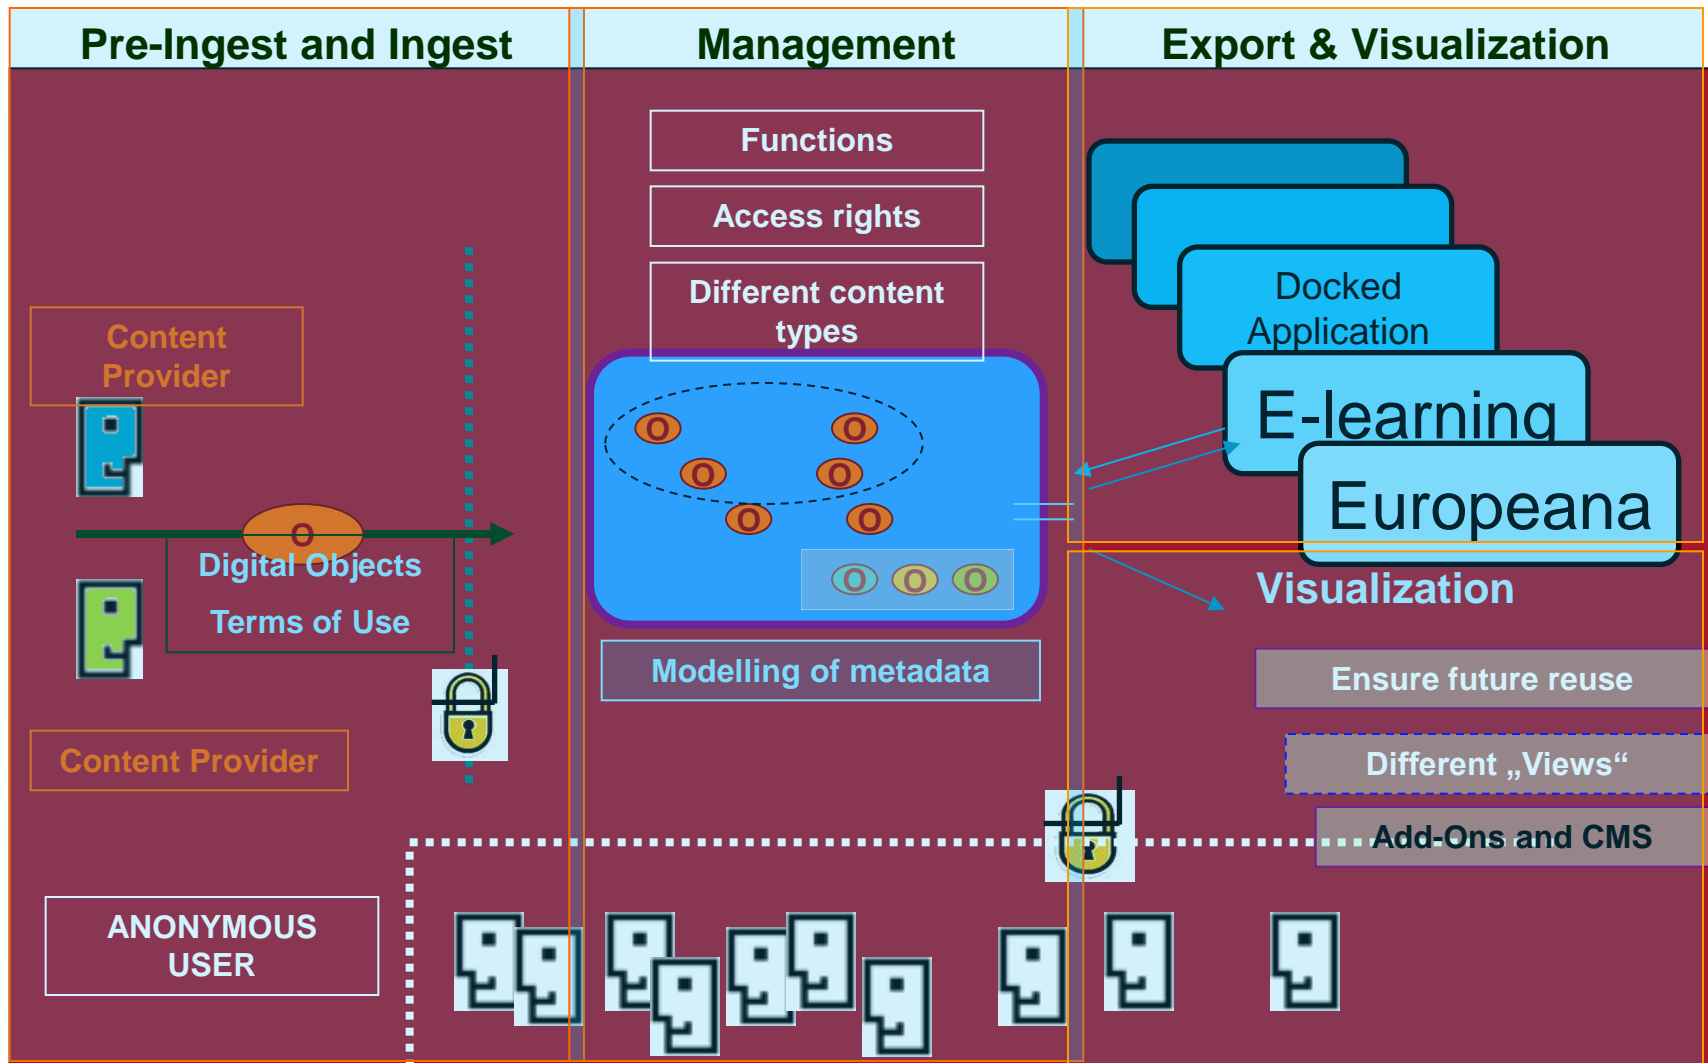 Pre-Ingest and Ingest
Management
Export & Visualization
Functions
Access rights
Different content
types
Content
Provider
O
Digital Objects
Terms of Use
Content Provider
O
O
O
O
O
O
O
O
O
Modelling of metadata
Docked
Application
E-learning
Europeana
Visualization
Ensure future reuse
Different „Views“
Add-Ons and CMS
ANONYMOUS
USER